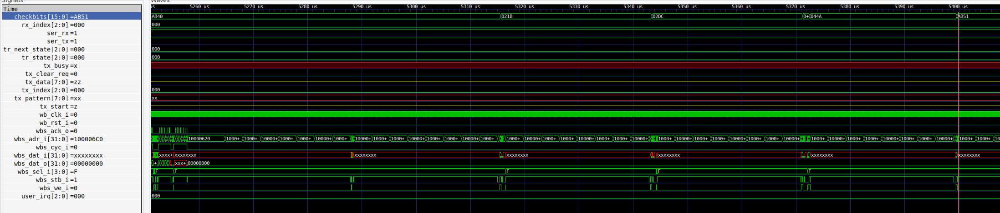 Signals Waves
Time
us 5260 us 5270 us 5280 us 5290 us 5300 us 5310 us 5320 us 5330 us 5340 us 5350 us 5360 us 5370 us 5380 us 5390 us 5400 us
checkbits[15:0]=AB51 AB40 021B 02DC 0+ 044A AB51
rx_index[2:0]=000 000
ser_rx=1
ser_tx=1
tr_next_state[2:0]=000 000
tr_state[2:0]=000 000
tx_busy=x
tx_clear_req=0
tx_data[7:0]=zz
tx_index[2:0]=000 000
tx_pattern[7:0]=xx xx
tx_start=z
wb_clk_i=0
wb_rst_i=0
wbs_ack_o=0
wbs_adr_i[31:0]=100006C0 10000620 1000+ 1000+ 10000+ 1000+ 1000+ 10000+ 1000+ 10000+ 1000+ 1000+ 10000+ 1000+ 1000+ 10000+ 1000+ 1000+ 10000+ 1000+ 10000+ 1000+ 1000+ 10000+ 1000+ 10000+ 1000+ 1000+ 10000+ 1000+ 10000+ 1000+ 1000+ 10000+ 1000+ 10000+ 1000+ 1000+ 10000+ 1000+ 1000+ 10000+ 1000+ 1000+ 10
wbs_cyc_i=0
wbs_dat_i[31:0]=xxxxxxxx xxxx+ xxxxxxxx xxxxxxxx xxxxxxxx xxxxxxxx xxxxxxxx xxxxxxxx
wbs_dat_o[31:0]=00000000 + xxx+ 00000000
wbs_sel_i[3:0]=F F F F F F
wbs_stb_i=1
wbs_we_i=0
user_irq[2:0]=000 000